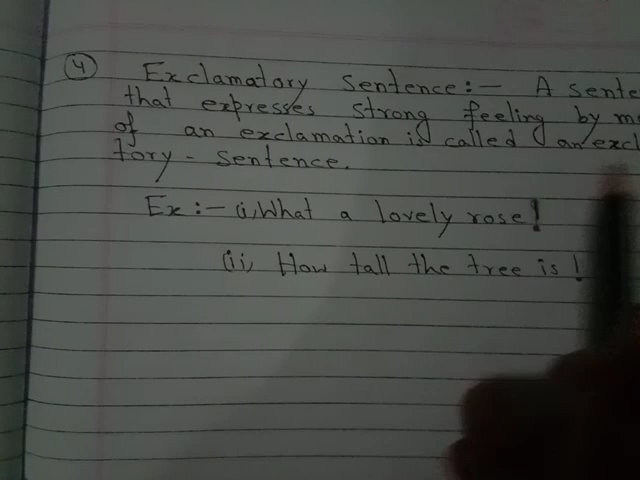 4 Exclamatory sentence:- A sente
that expresses strong feeling by me
of an exclamation is called an excl
tory - sentence.
Ex:- (i) What a lovely rose!
(ii) How tall the tree is!